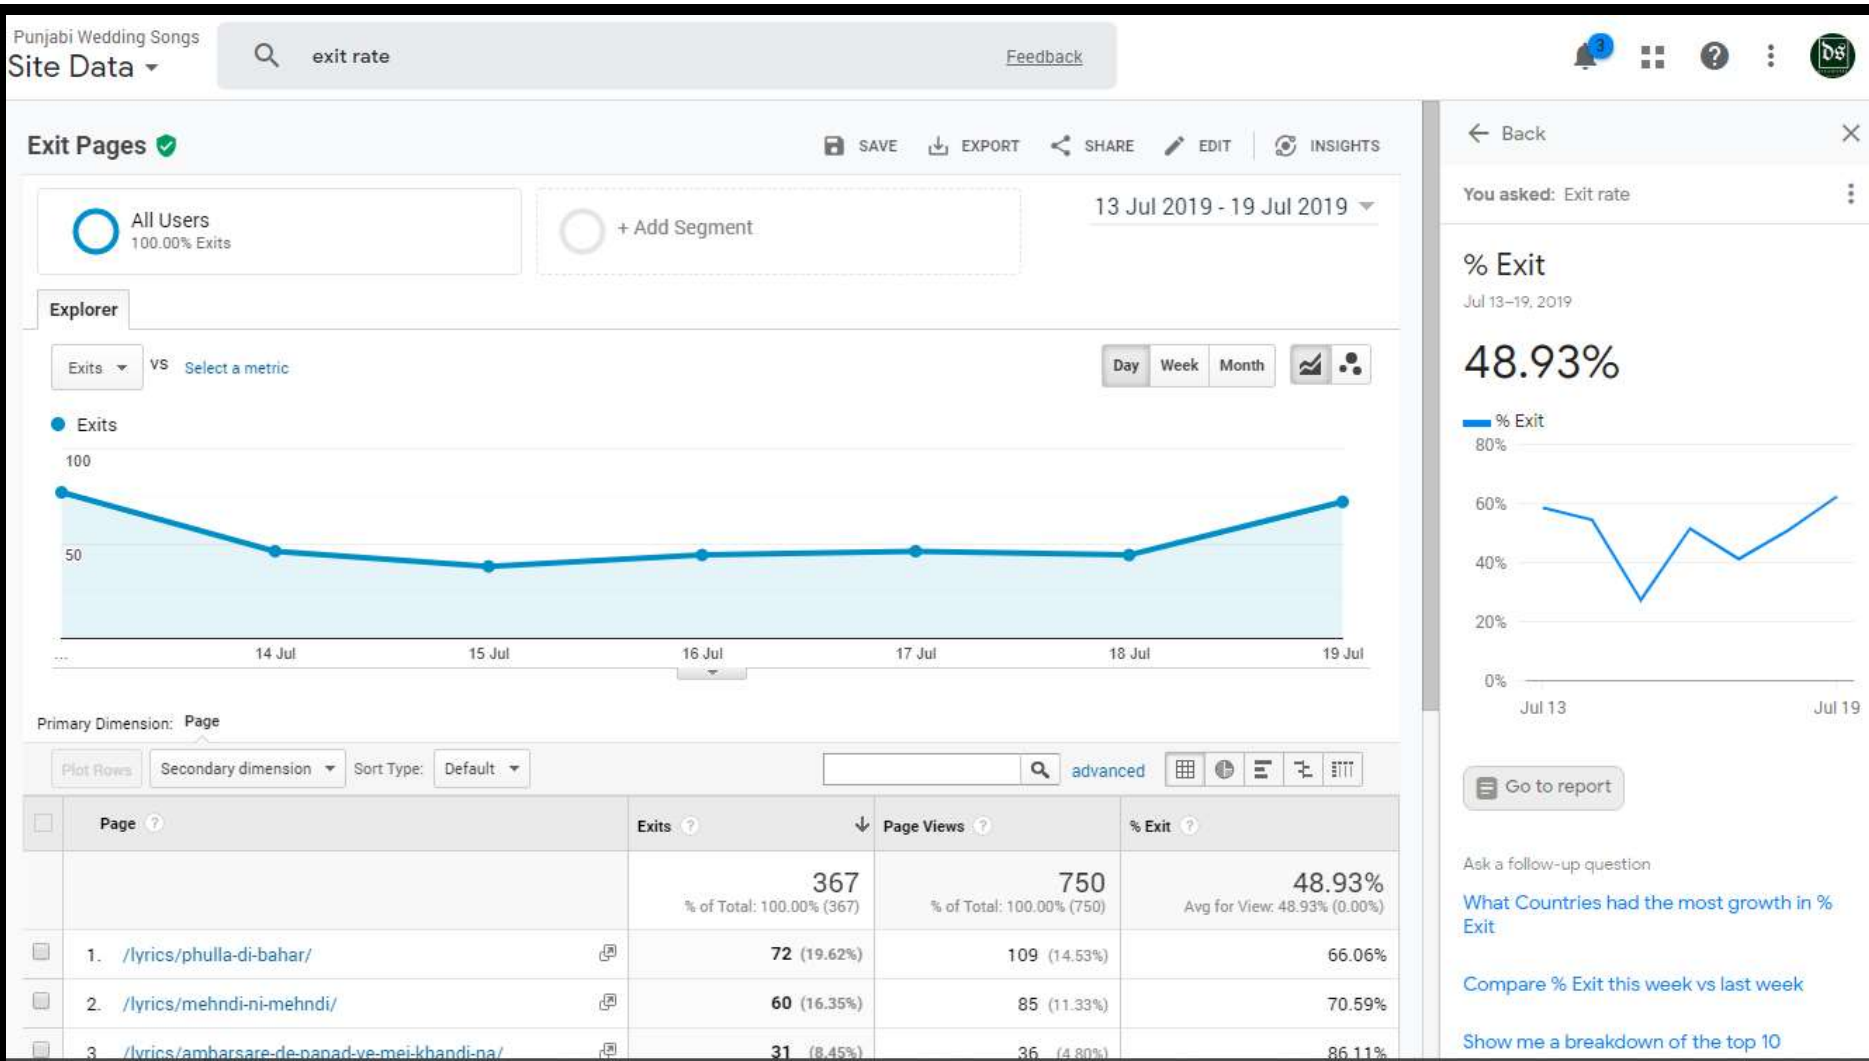 Punjabi Wedding Songs
Site Data
exit rate
Feedback
3
ds
Exit Pages
SAVE
EXPORT
SHARE
EDIT
INSIGHTS
All Users
100.00% Exits
+ Add Segment
13 Jul 2019 - 19 Jul 2019
Explorer
Exits
VS
Select a metric
Day
Week
Month
Exits
100
50
...
14 Jul
15 Jul
16 Jul
17 Jul
18 Jul
19 Jul
Primary Dimension: Page
Plot Rows
Secondary dimension
Sort Type:
Default
advanced
Page ?
Exits ?
Page Views ?
% Exit ?
367
% of Total: 100.00% (367)
750
% of Total: 100.00% (750)
48.93%
Avg for View: 48.93% (0.00%)
1. /lyrics/phulla-di-bahar/ 72 (19.62%) 109 (14.53%) 66.06%
2. /lyrics/mehndi-ni-mehndi/ 60 (16.35%) 85 (11.33%) 70.59%
3. /lyrics/ambarsare-de-papad-ve-mei-khandi-na/ 31 (8.45%) 36 (4.80%) 86.11%
Back
You asked: Exit rate
% Exit
Jul 13–19, 2019
48.93%
% Exit
80%
60%
40%
20%
0%
Jul 13
Jul 19
Go to report
Ask a follow-up question
What Countries had the most growth in %
Exit
Compare % Exit this week vs last week
Show me a breakdown of the top 10